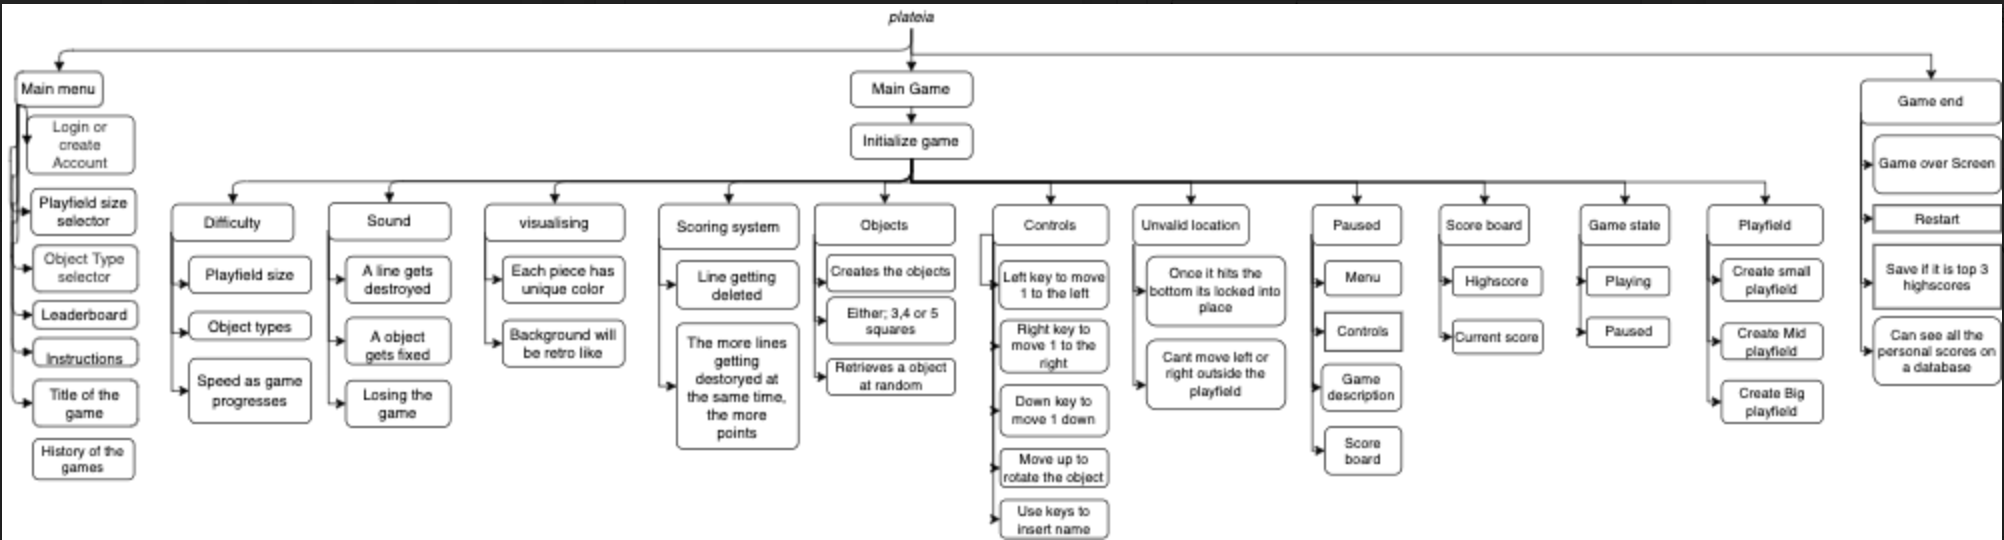 plateia
Main menu
Login or
create
Account
Playfield size
selector
Object Type
selector
Leaderboard
Instructions
Title of the
game
History of the
games
Main Game
Initialize game
Difficulty
Playfield size
Object types
Speed as game
progresses
Sound
A line gets
destroyed
A object
gets fixed
Losing the
game
visualising
Each piece has
unique color
Background will
be retro like
Scoring system
Line getting
deleted
The more lines
getting
destoryed at
the same time,
the more
points
Objects
Creates the objects
Either; 3,4 or 5
squares
Retrieves a object
at random
Controls
Left key to move
1 to the left
Right key to
move 1 to the
right
Down key to
move 1 down
Move up to
rotate the object
Use keys to
insert name
Unvalid location
Once it hits the
bottom its locked into
place
Cant move left or
right outside the
playfield
Paused
Menu
Controls
Game
description
Score
board
Score board
Highscore
Current score
Game state
Playing
Paused
Playfield
Create small
playfield
Create Mid
playfield
Create Big
playfield
Game end
Game over Screen
Restart
Save if it is top 3
highscores
Can see all the
personal scores on
a database